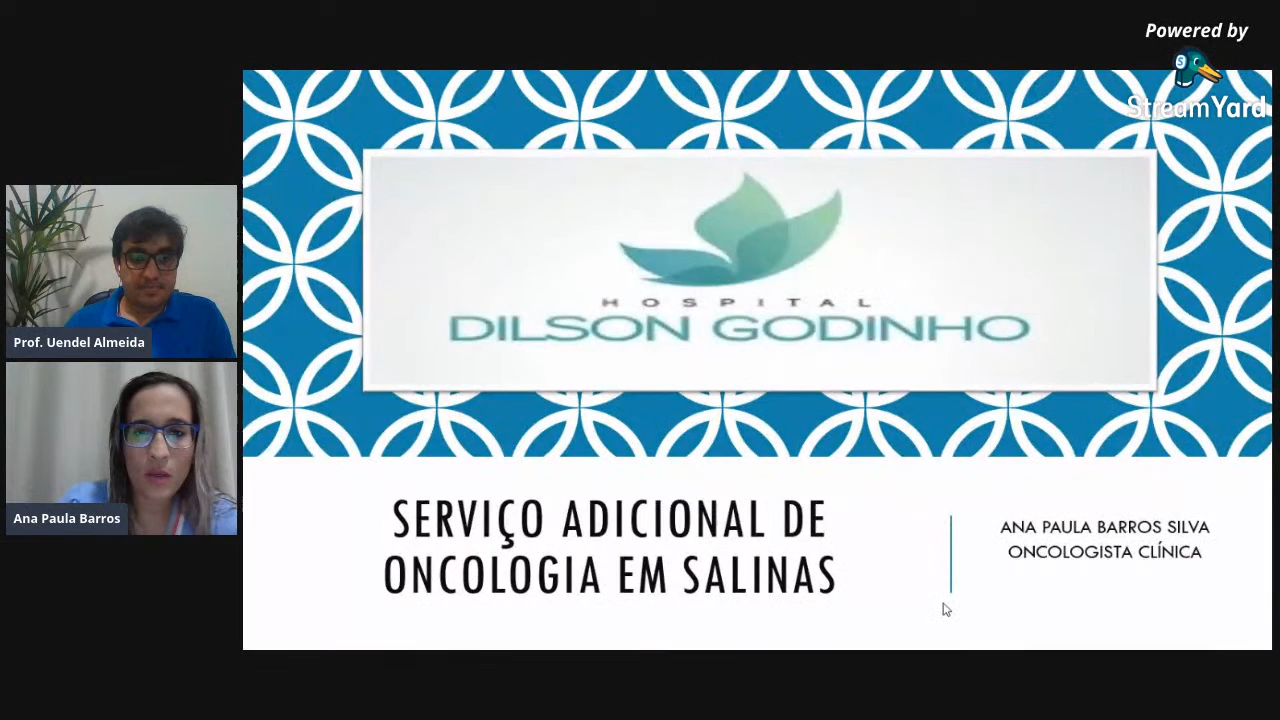 Powered by
StreamYard
HOSPITAL
DILSON GODINHO
Prof. Uendel Almeida
Ana Paula Barros
SERVIÇO ADICIONAL DE
ONCOLOGIA EM SALINAS
ANA PAULA BARROS SILVA
ONCOLOGISTA CLÍNICA